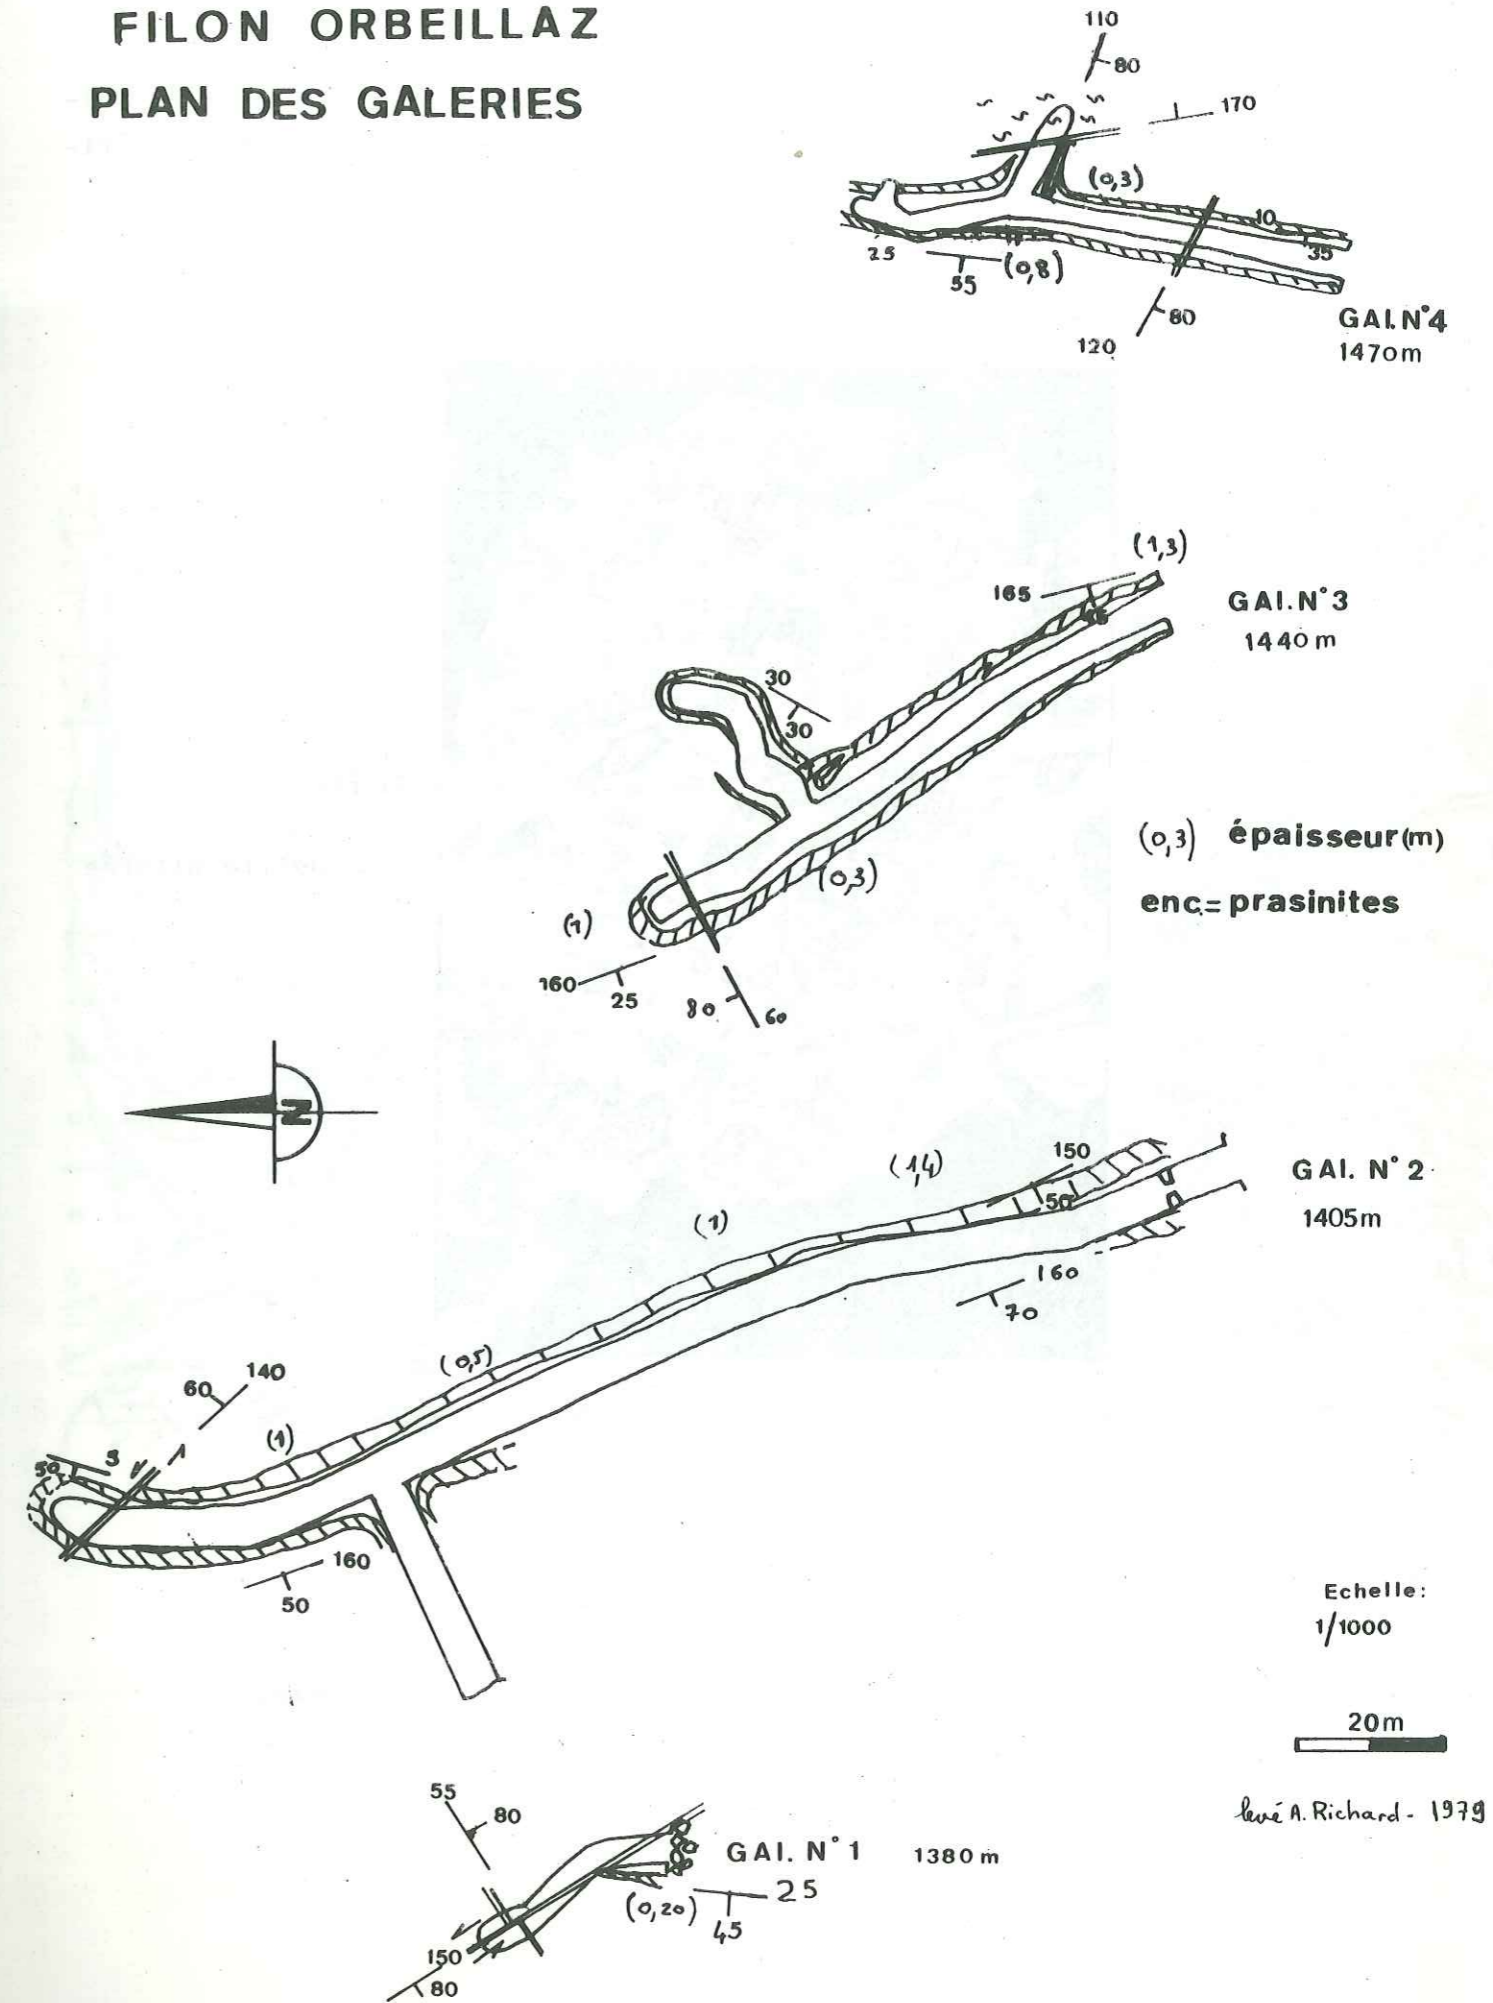 FILON ORBEILLAZ
PLAN DES GALERIES
110
80
170
(0,3)
10
25
35
(0,8)
55
80
120
GAl. N°4
1470m
(1,3)
165
GAl. N°3
1440 m
30
30
(0,3) épaisseur(m)
(0,3)
enc.= prasinites
(1)
160
25
80
60
N
(1,4)
150
GAl. N° 2
50
1405m
(1)
160
70
(0,5)
140
60
(1)
50
160
50
Echelle:
1/1000
20m
levé A. Richard - 1979
55
80
GAl. N° 1 1380 m
25
(0,20)
45
150
80